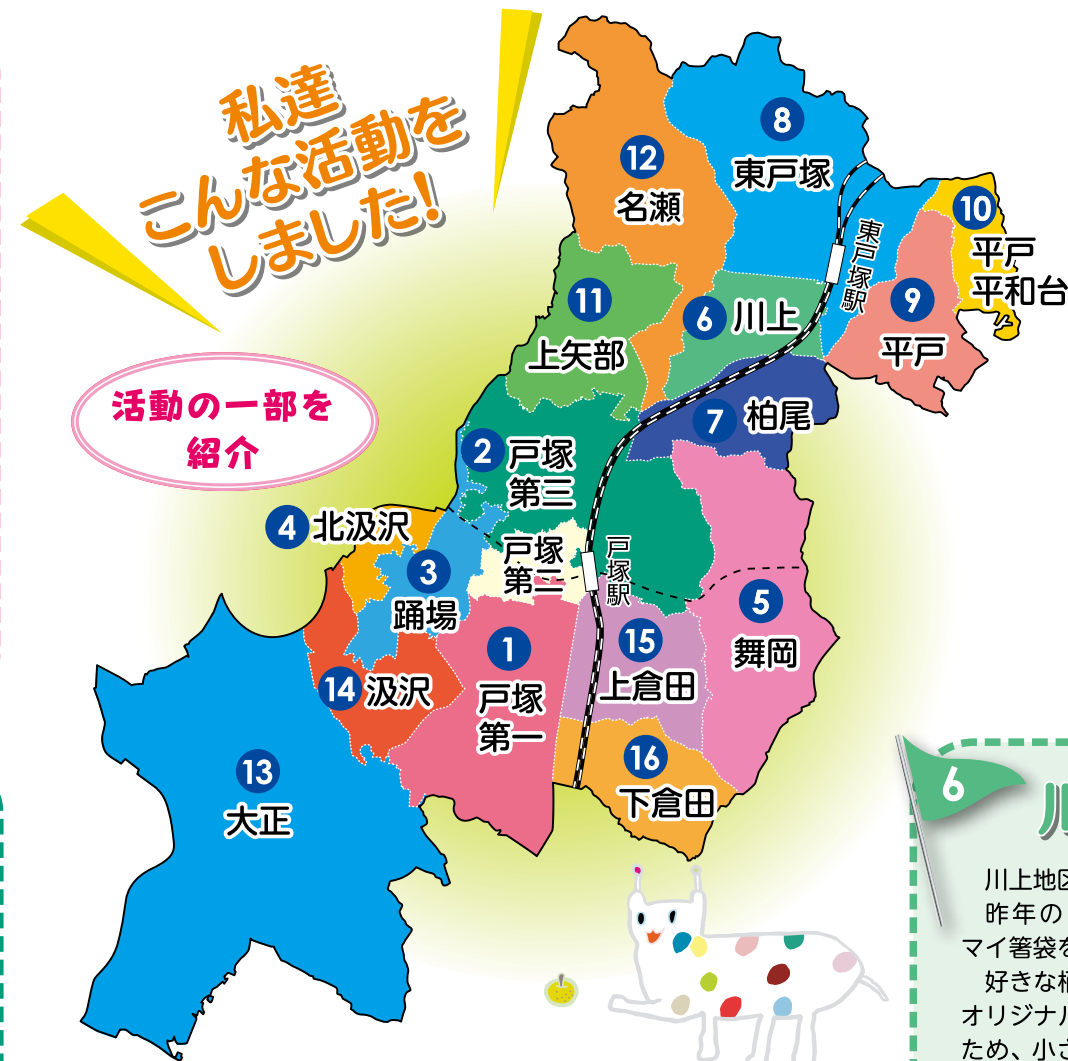 私達
こんな活動を
しました!
活動の一部を
紹介
8
東戸塚
12
名瀬
10
平戸
平和台
東戸塚駅
9
平戸
11
上矢部
6 川上
7 柏尾
2 戸塚
第三
4 北汲沢
戸塚
第二
戸塚駅
3
踊場
5
舞岡
1
戸塚
第一
15
上倉田
14 汲沢
16
下倉田
13
大正
6
川上地区
昨年の
マイ箸袋を
好きな柄
オリジナル
ため、小さ